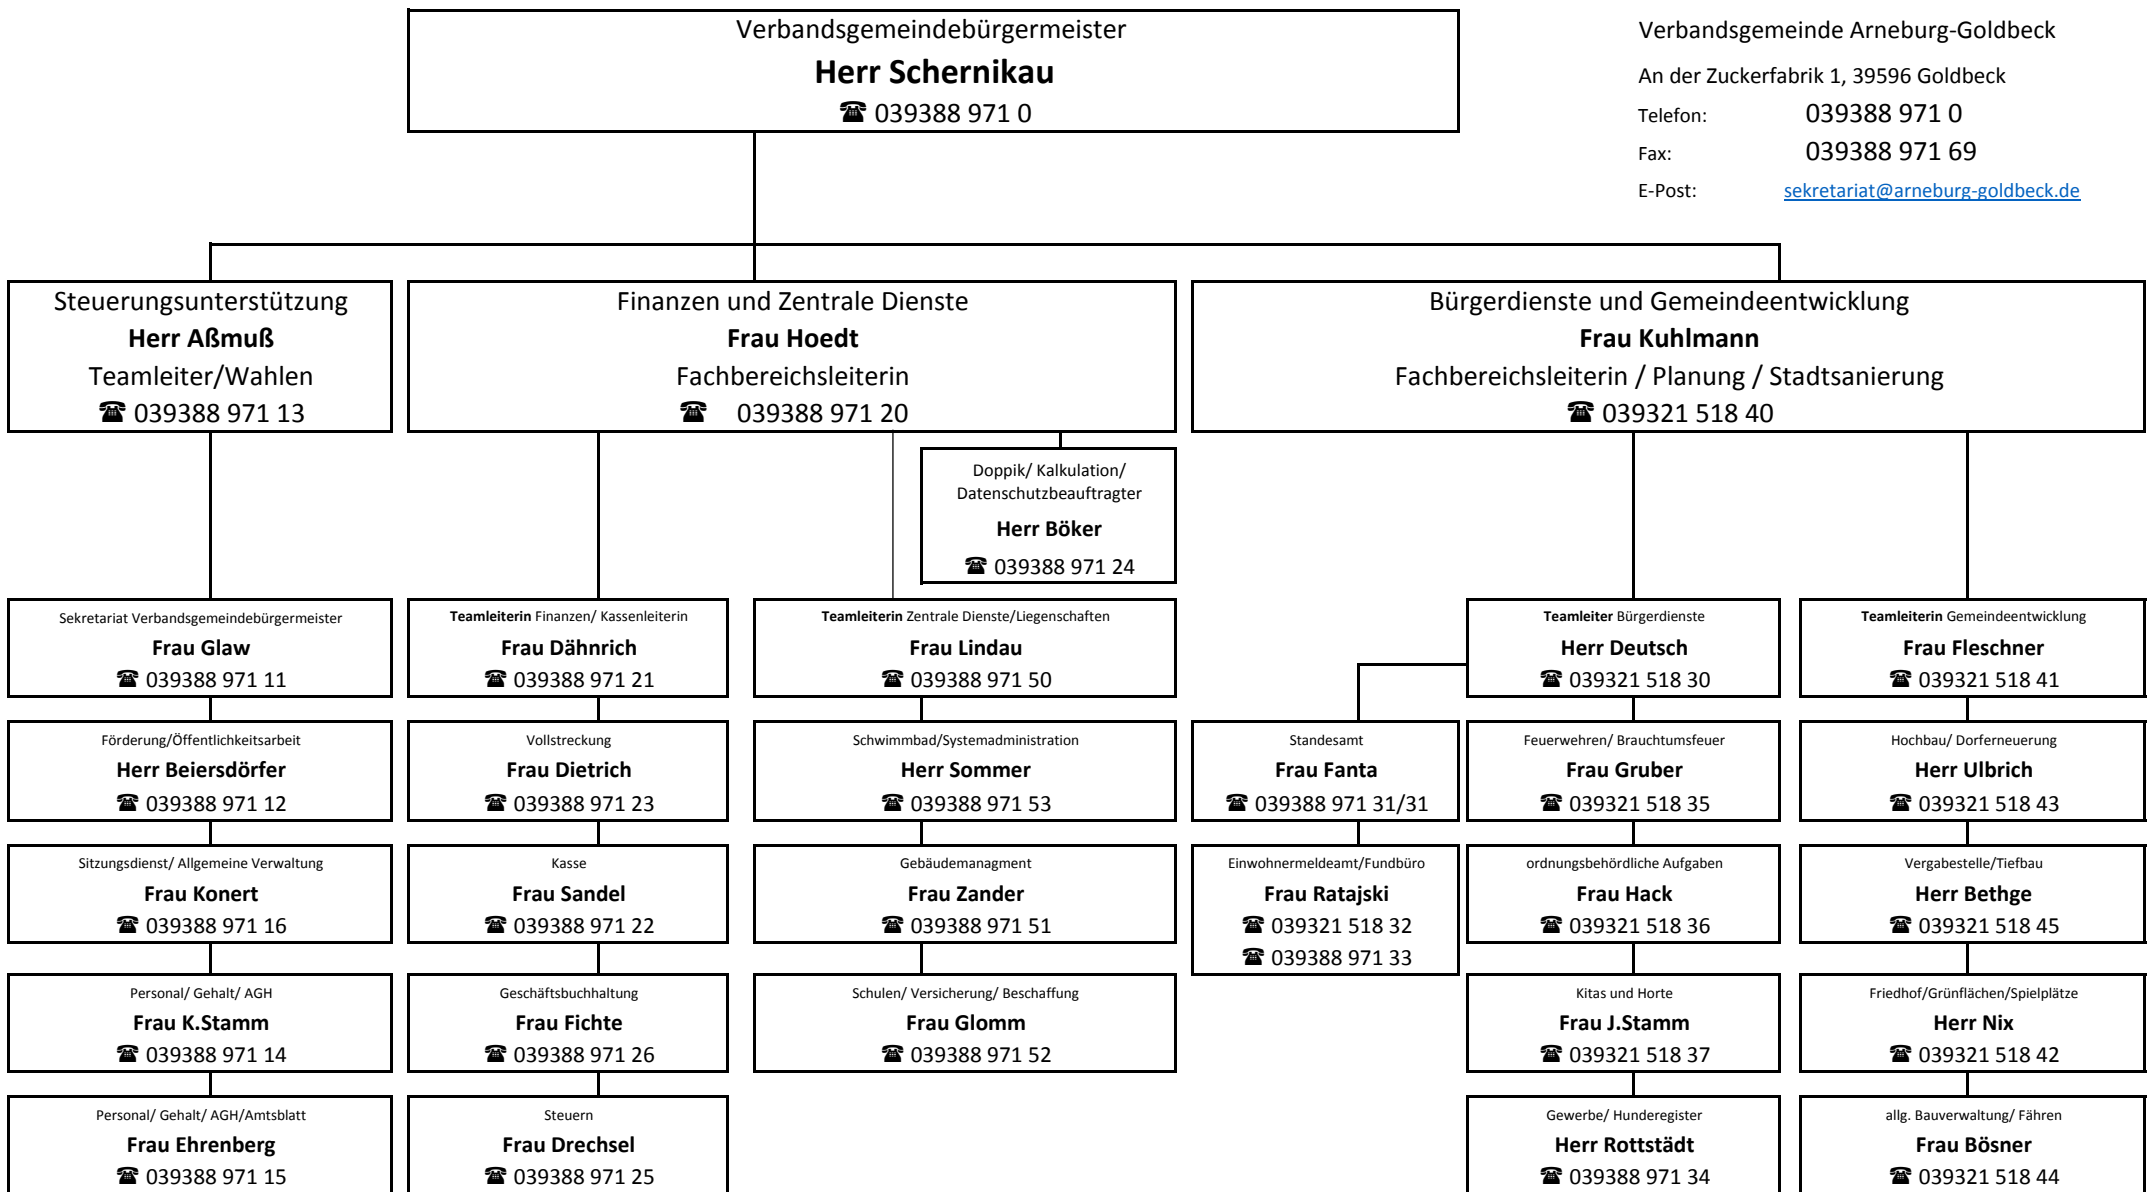 Verbandsgemeindebürgermeister
Herr Schernikau
☎ 039388 971 0
Verbandsgemeinde Arneburg-Goldbeck
An der Zuckerfabrik 1, 39596 Goldbeck
Telefon: 039388 971 0
Fax: 039388 971 69
E-Post: sekretariat@arneburg-goldbeck.de
Steuerungsunterstützung
Herr Aßmuß
Teamleiter/Wahlen
☎ 039388 971 13
Finanzen und Zentrale Dienste
Frau Hoedt
Fachbereichsleiterin
☎ 039388 971 20
Bürgerdienste und Gemeindeentwicklung
Frau Kuhlmann
Fachbereichsleiterin / Planung / Stadtsanierung
☎ 039321 518 40
Doppik/ Kalkulation/
Datenschutzbeauftragter
Herr Böker
☎ 039388 971 24
Sekretariat Verbandsgemeindebürgermeister
Frau Glaw
☎ 039388 971 11
Teamleiterin Finanzen/ Kassenleiterin
Frau Dähnrich
☎ 039388 971 21
Teamleiterin Zentrale Dienste/Liegenschaften
Frau Lindau
☎ 039388 971 50
Teamleiter Bürgerdienste
Herr Deutsch
☎ 039321 518 30
Teamleiterin Gemeindeentwicklung
Frau Fleschner
☎ 039321 518 41
Förderung/Öffentlichkeitsarbeit
Herr Beiersdörfer
☎ 039388 971 12
Vollstreckung
Frau Dietrich
☎ 039388 971 23
Schwimmbad/Systemadministration
Herr Sommer
☎ 039388 971 53
Standesamt
Frau Fanta
☎ 039388 971 31/31
Feuerwehren/ Brauchtumsfeuer
Frau Gruber
☎ 039321 518 35
Hochbau/ Dorferneuerung
Herr Ulbrich
☎ 039321 518 43
Sitzungsdienst/ Allgemeine Verwaltung
Frau Konert
☎ 039388 971 16
Kasse
Frau Sandel
☎ 039388 971 22
Gebäudemanagment
Frau Zander
☎ 039388 971 51
Einwohnermeldeamt/Fundbüro
Frau Ratajski
☎ 039321 518 32
☎ 039388 971 33
ordnungsbehördliche Aufgaben
Frau Hack
☎ 039321 518 36
Vergabestelle/Tiefbau
Herr Bethge
☎ 039321 518 45
Personal/ Gehalt/ AGH
Frau K.Stamm
☎ 039388 971 14
Geschäftsbuchhaltung
Frau Fichte
☎ 039388 971 26
Schulen/ Versicherung/ Beschaffung
Frau Glomm
☎ 039388 971 52
Kitas und Horte
Frau J.Stamm
☎ 039321 518 37
Friedhof/Grünflächen/Spielplätze
Herr Nix
☎ 039321 518 42
Personal/ Gehalt/ AGH/Amtsblatt
Frau Ehrenberg
☎ 039388 971 15
Steuern
Frau Drechsel
☎ 039388 971 25
Gewerbe/ Hunderegister
Herr Rottstädt
☎ 039388 971 34
allg. Bauverwaltung/ Fähren
Frau Bösner
☎ 039321 518 44